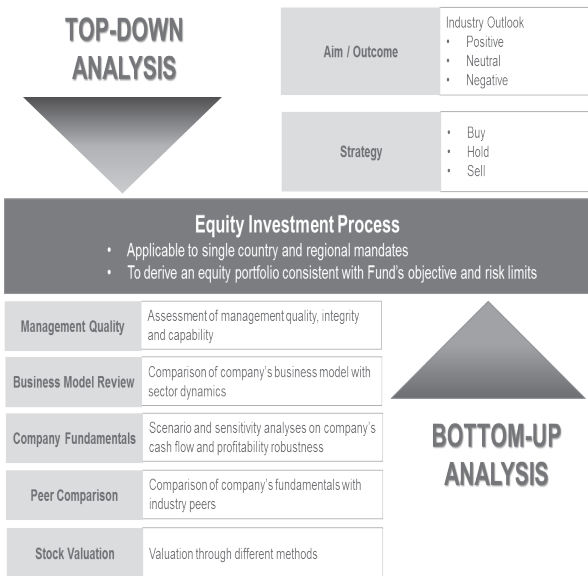 TOP-DOWN
ANALYSIS
Aim / Outcome
Industry Outlook
• Positive
• Neutral
• Negative
Strategy
• Buy
• Hold
• Sell
Equity Investment Process
• Applicable to single country and regional mandates
• To derive an equity portfolio consistent with Fund's objective and risk limits
Management Quality
Assessment of management quality, integrity
and capability
Business Model Review
Comparison of company's business model with
sector dynamics
Company Fundamentals
Scenario and sensitivity analyses on company's
cash flow and profitability robustness
Peer Comparison
Comparison of company's fundamentals with
industry peers
Stock Valuation
Valuation through different methods
BOTTOM-UP
ANALYSIS